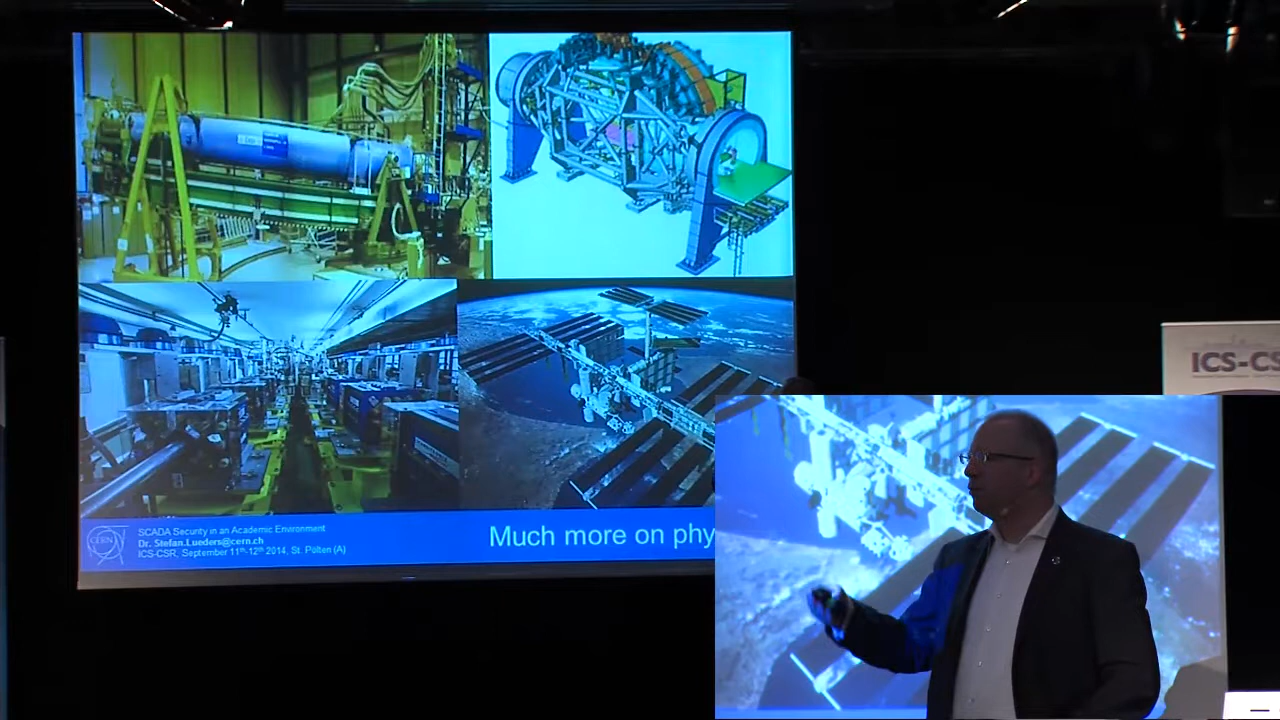 SCADA Security in an Academic Environment
Dr. Stefan.Lueders@cern.ch
ICS-CSR, September 11th-12th 2014, St. Pölten (A)
CERN
Much more on phy
ICS-CS